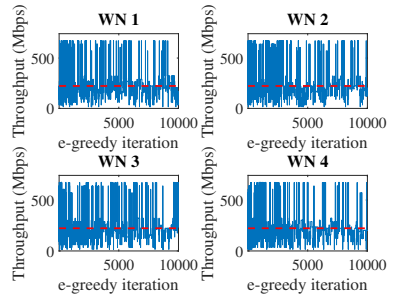 WN 1
Throughput (Mbps)
500
0
5000
10000
e-greedy iteration
WN 2
Throughput (Mbps)
500
0
5000
10000
e-greedy iteration
WN 3
Throughput (Mbps)
500
0
5000
10000
e-greedy iteration
WN 4
Throughput (Mbps)
500
0
5000
10000
e-greedy iteration